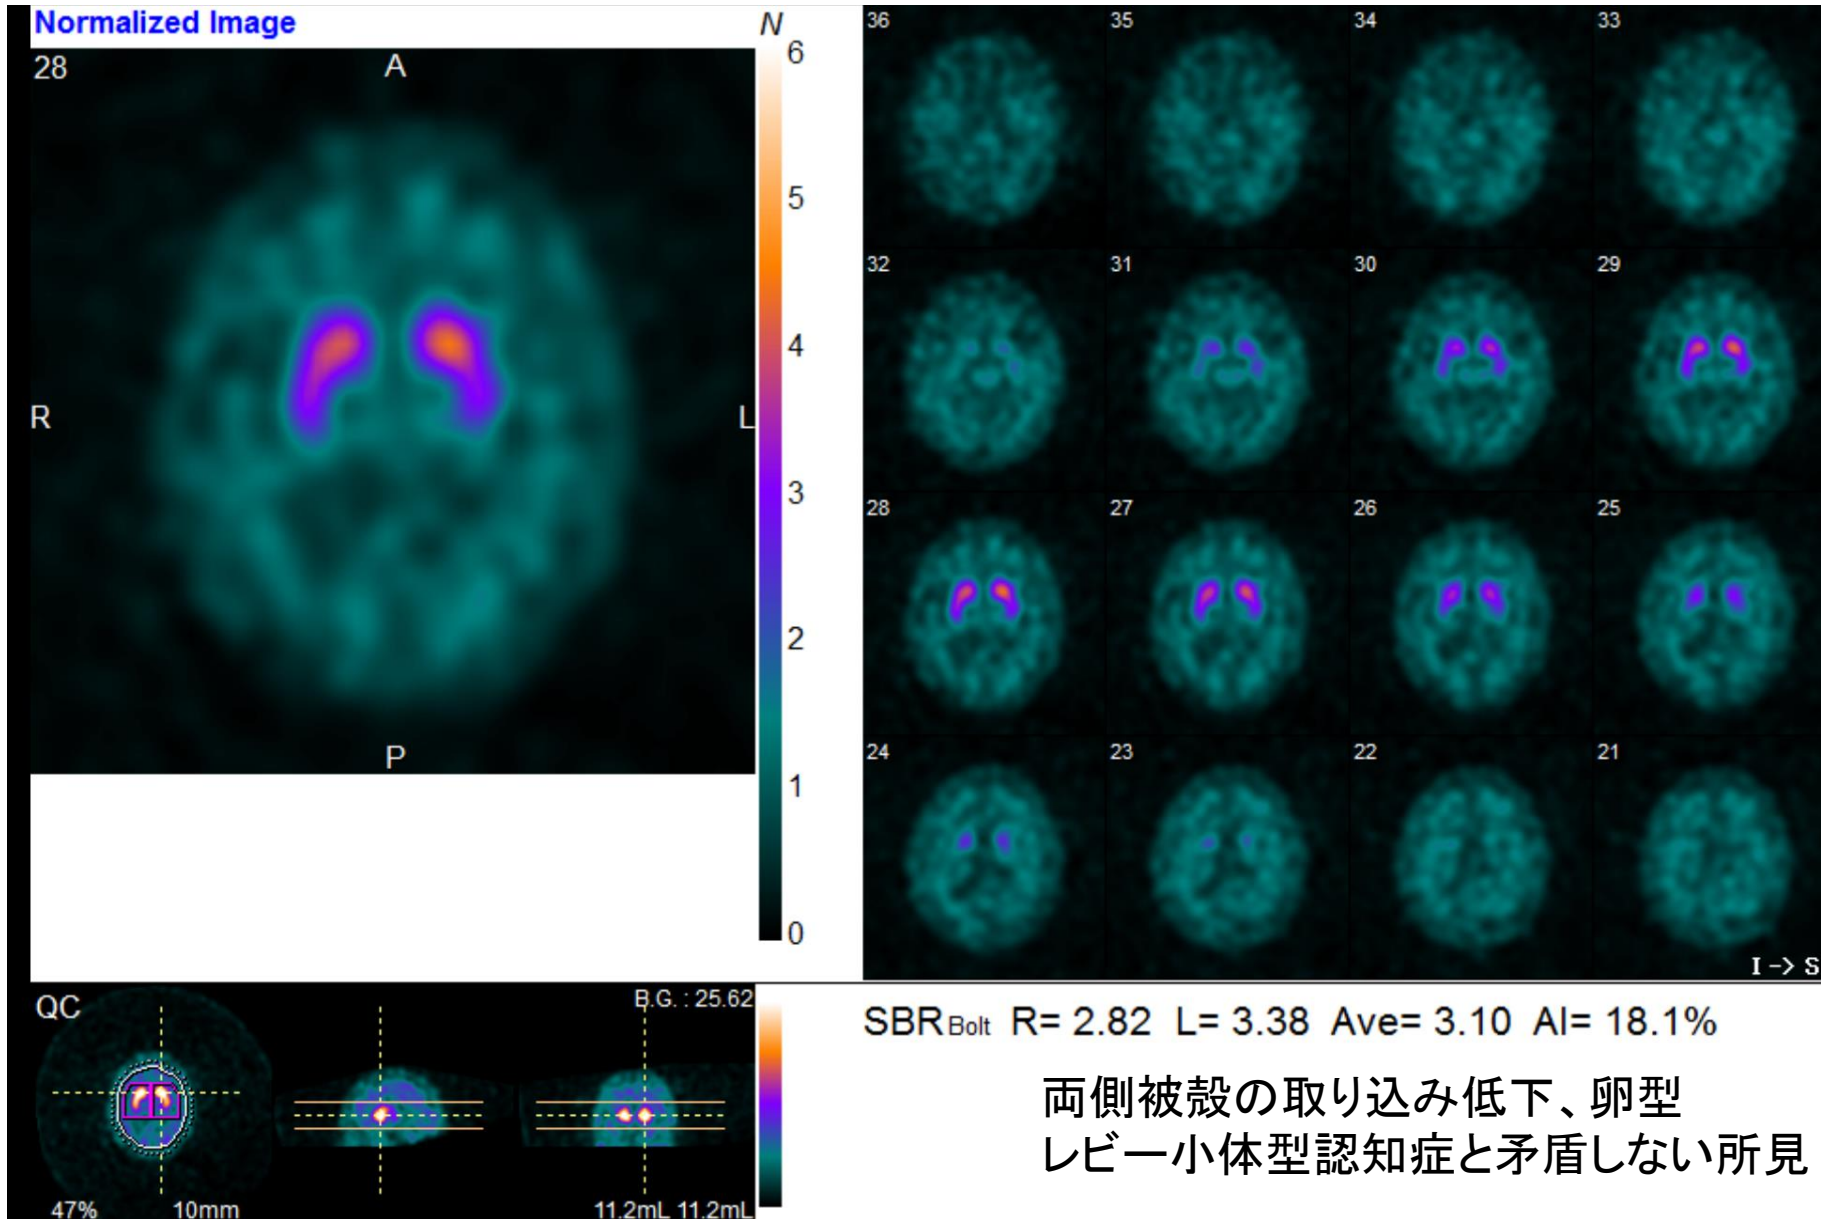 Normalized Image
N
28
A
R
L
P
6
5
4
3
2
1
0
36 35 34 33
32 31 30 29
28 27 26 25
24 23 22 21
I -> S
QC
B.G. : 25.62
47% 10mm 11.2mL 11.2mL
SBR Bolt R= 2.82 L= 3.38 Ave= 3.10 AI= 18.1%
両側被殻の取り込み低下、卵型
レビー小体型認知症と矛盾しない所見